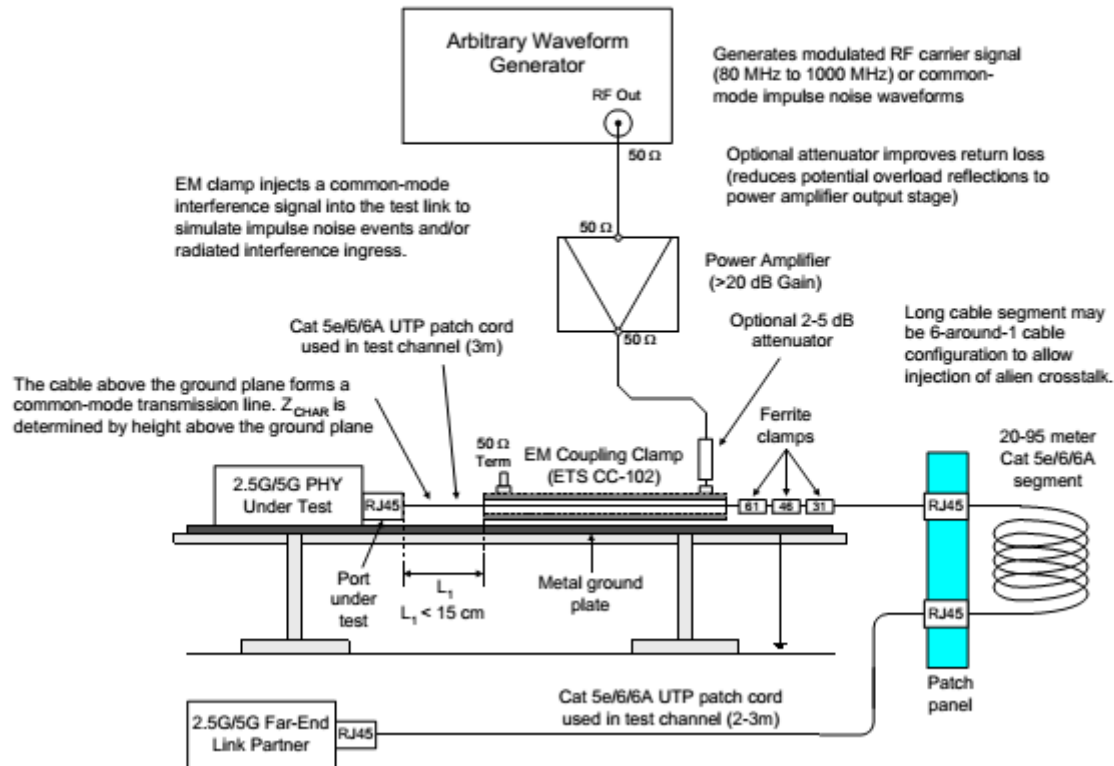 Arbitrary Waveform
Generator
RF Out
50 Ω
Generates modulated RF carrier signal
(80 MHz to 1000 MHz) or common-
mode impulse noise waveforms
Optional attenuator improves return loss
(reduces potential overload reflections to
power amplifier output stage)
EM clamp injects a common-mode
interference signal into the test link to
simulate impulse noise events and/or
radiated interference ingress.
50 Ω
Power Amplifier
(>20 dB Gain)
50 Ω
Optional 2-5 dB
attenuator
Long cable segment may
be 6-around-1 cable
configuration to allow
injection of alien crosstalk.
Cat 5e/6/6A UTP patch cord
used in test channel (3m)
The cable above the ground plane forms a
common-mode transmission line. Z_CHAR is
determined by height above the ground plane
Ferrite
clamps
20-95 meter
Cat 5e/6/6A
segment
50 Ω
Term
EM Coupling Clamp
(ETS CC-102)
2.5G/5G PHY
Under Test
RJ45
61
46
31
RJ45
Port
under
test
L1
L1 < 15 cm
Metal ground
plate
RJ45
Patch
panel
Cat 5e/6/6A UTP patch cord
used in test channel (2-3m)
2.5G/5G Far-End
Link Partner
RJ45